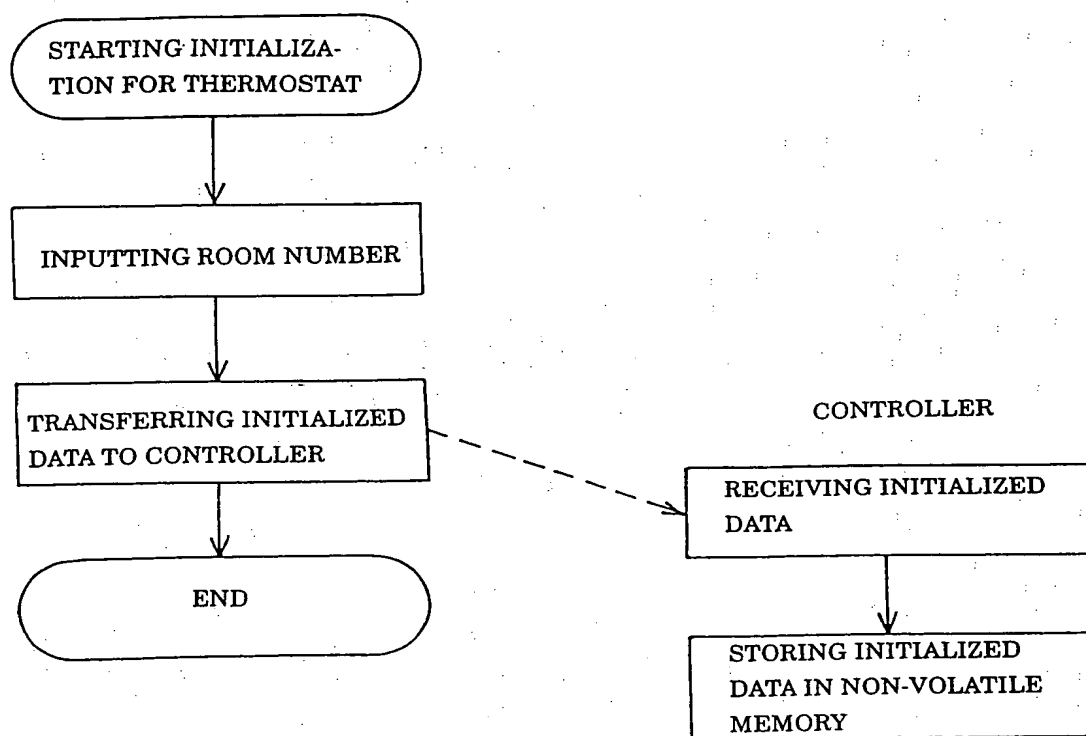 STARTING INITIALIZA-
TION FOR THERMOSTAT
INPUTTING ROOM NUMBER
TRANSFERRING INITIALIZED
DATA TO CONTROLLER
END
CONTROLLER
RECEIVING INITIALIZED
DATA
STORING INITIALIZED
DATA IN NON-VOLATILE
MEMORY